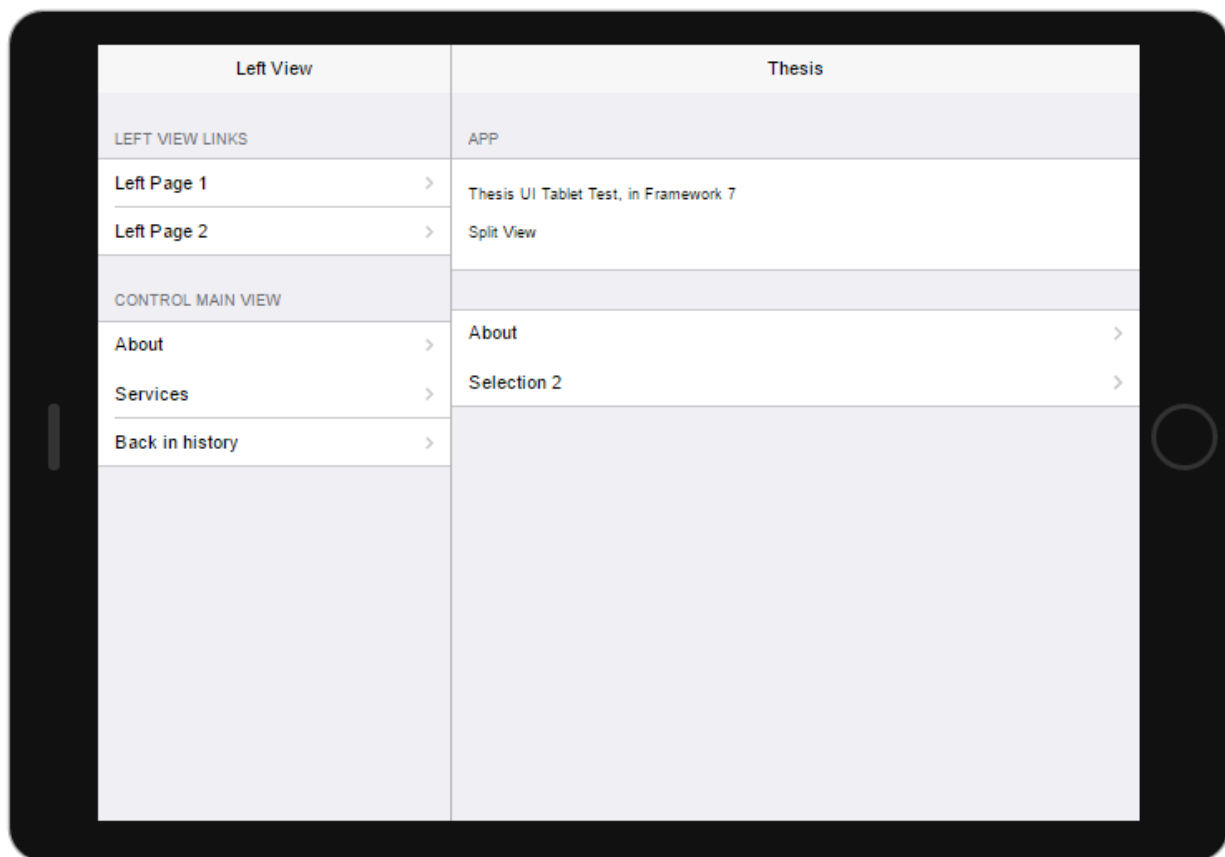 Left View
LEFT VIEW LINKS
Left Page 1
Left Page 2
CONTROL MAIN VIEW
About
Services
Back in history
Thesis
APP
Thesis UI Tablet Test, in Framework 7
Split View
About
Selection 2